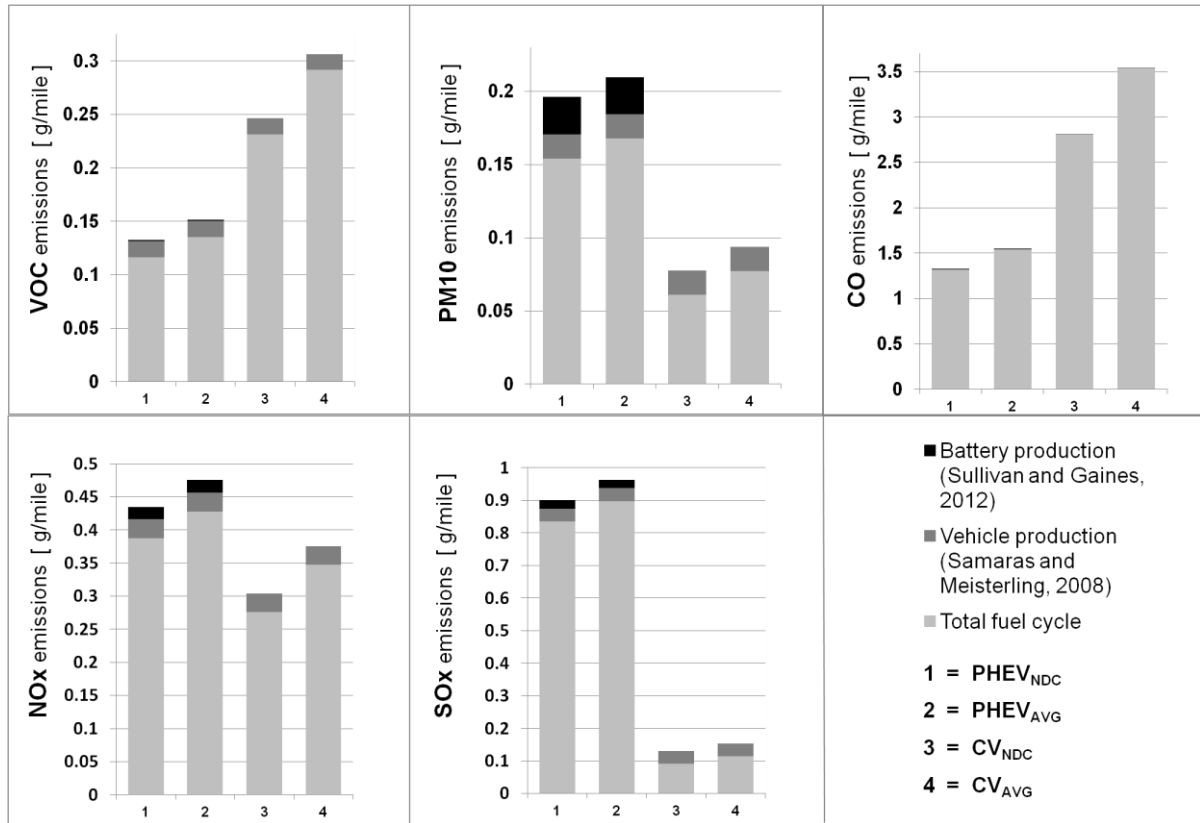 VOC emissions [ g/mile ]
0.3
0.25
0.2
0.15
0.1
0.05
0
1 2 3 4
PM10 emissions [ g/mile ]
0.2
0.15
0.1
0.05
0
1 2 3 4
CO emissions [ g/mile ]
3.5
3
2.5
2
1.5
1
0.5
0
1 2 3 4
NOx emissions [ g/mile ]
0.5
0.45
0.4
0.35
0.3
0.25
0.2
0.15
0.1
0.05
0
1 2 3 4
SOx emissions [ g/mile ]
1
0.9
0.8
0.7
0.6
0.5
0.4
0.3
0.2
0.1
0
1 2 3 4
Battery production
(Sullivan and Gaines,
2012)
Vehicle production
(Samaras and
Meisterling, 2008)
Total fuel cycle
1 = PHEVNDC
2 = PHEVAVG
3 = CVNDC
4 = CVAVG